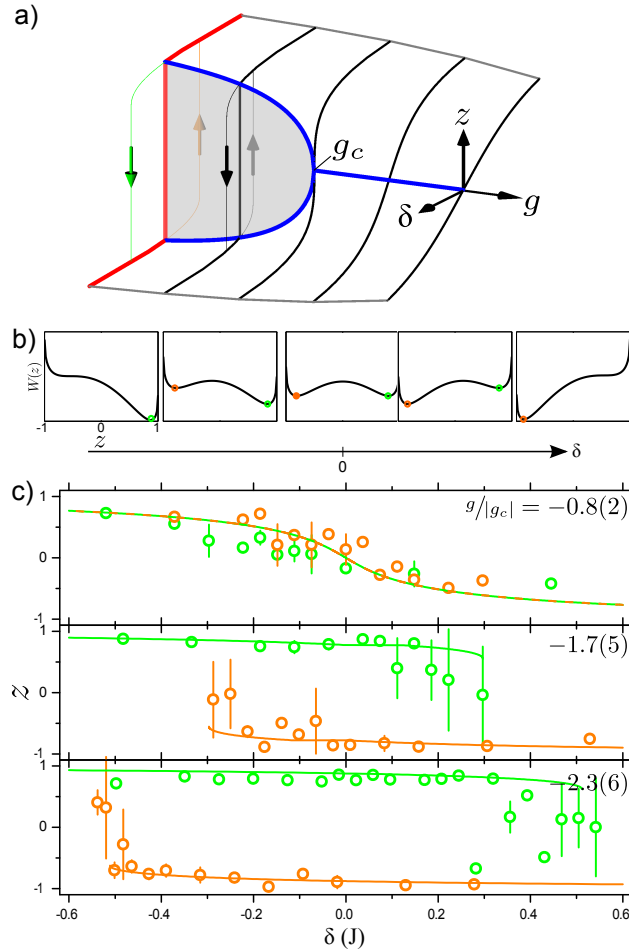 a)
g_c
z
g
δ
b)
W(z)
-1 0 1
z
0
δ
c)
g/|g_c| = −0.8(2)
1
0
-1
−1.7(5)
1
0
-1
z
−2.3(6)
1
0
-1
-0.6 -0.4 -0.2 0.0 0.2 0.4 0.6
δ (J)